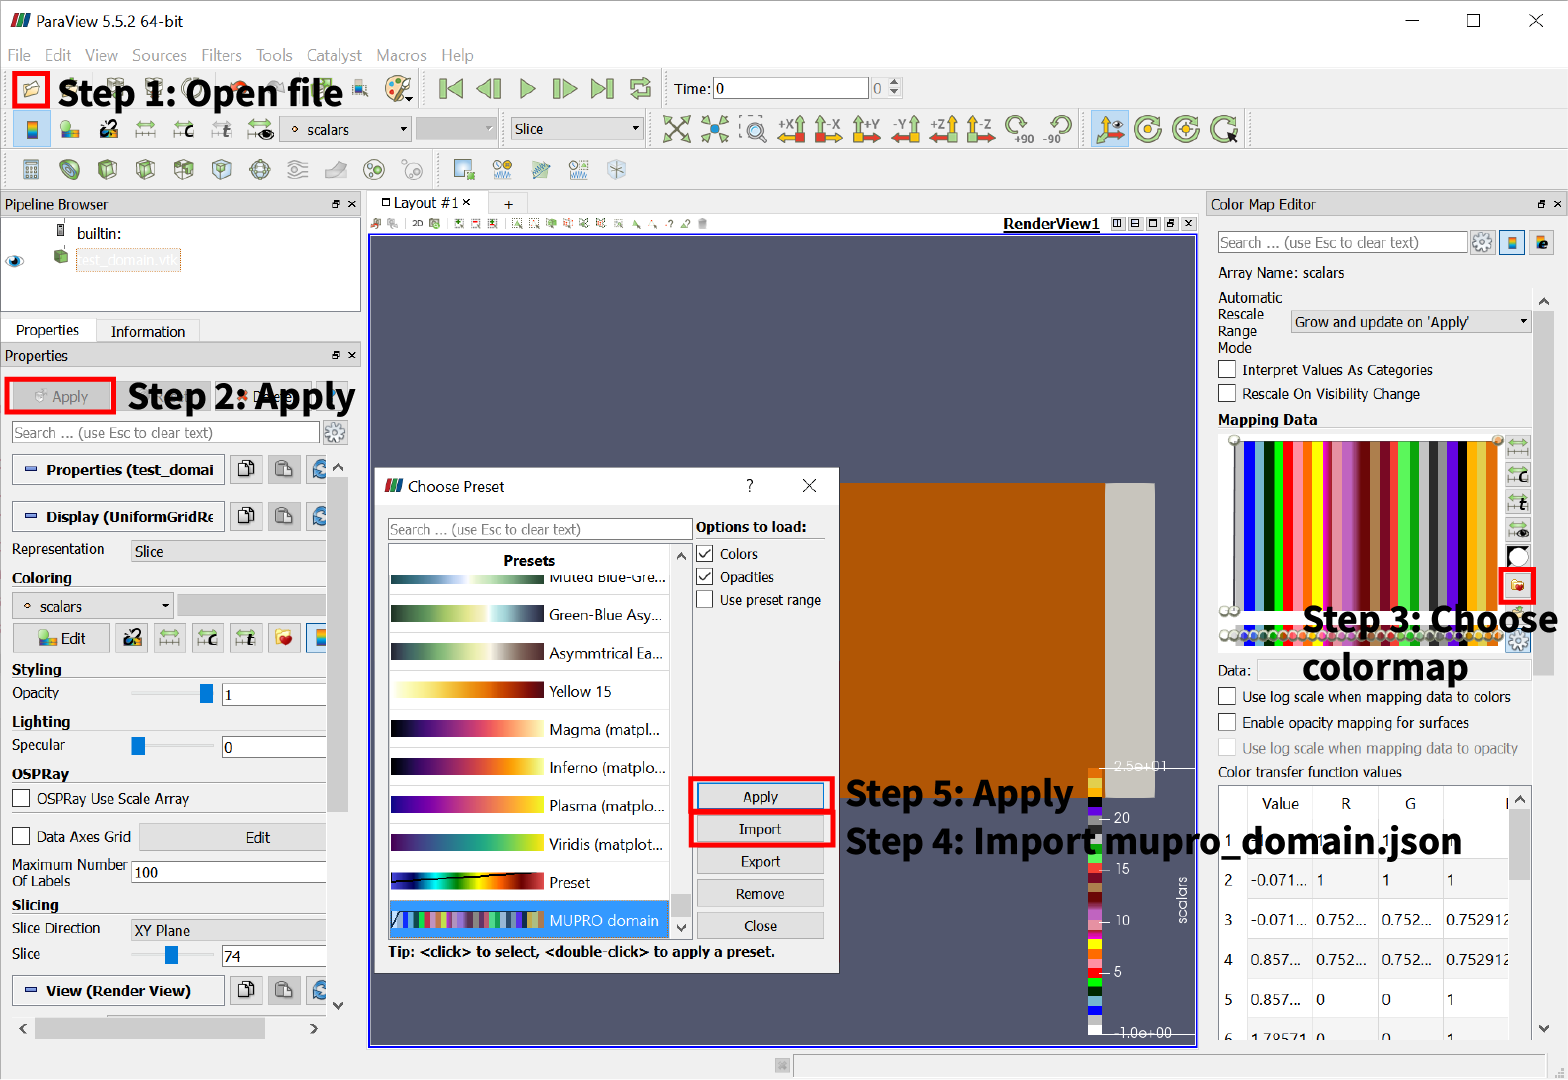 ParaView 5.5.2 64-bit
File Edit View Sources Filters Tools Catalyst Macros Help
Step 1: Open file
Time: 0 0
scalars
Slice
+X -X +Y -Y +Z -Z +90 -90
Pipeline Browser
builtin:
test_domain.vtk
Properties Information
Properties
Apply
Step 2: Apply
Search ... (use Esc to clear text)
Properties (test_domai
Display (UniformGridRe
Representation Slice
Coloring
scalars
Edit
Styling
Opacity 1
Lighting
Specular 0
OSPRay
OSPRay Use Scale Array
Data Axes Grid Edit
Maximum Number
Of Labels 100
Slicing
Slice Direction XY Plane
Slice 74
View (Render View)
Layout #1 +
2D
RenderView1
Choose Preset ?
Search ... (use Esc to clear text)
Presets
Muted Blue-Gre...
Green-Blue Asy...
Asymmtrical Ea...
Yellow 15
Magma (matpl...
Inferno (matplo...
Plasma (matplo...
Viridis (matplot...
Preset
MUPRO domain
Tip: <click> to select, <double-click> to apply a preset.
Options to load:
Colors
Opacities
Use preset range
Apply
Import
Export
Remove
Close
Step 5: Apply
Step 4: Import mupro_domain.json
2.5e+01
20
15
10
5
-1.0e+00
scalars
Color Map Editor
Search ... (use Esc to clear text)
Array Name: scalars
Automatic
Rescale
Range
Mode
Grow and update on 'Apply'
Interpret Values As Categories
Rescale On Visibility Change
Mapping Data
Step 3: Choose
colormap
Data:
Use log scale when mapping data to colors
Enable opacity mapping for surfaces
Use log scale when mapping data to opacity
Color transfer function values
Value R G
1
2 -0.071... 1 1 1
3 -0.071... 0.752... 0.752... 0.752912
4 0.857... 0.752... 0.752... 0.752912
5 0.857... 0 0 1
6 1.78571 0 0 1